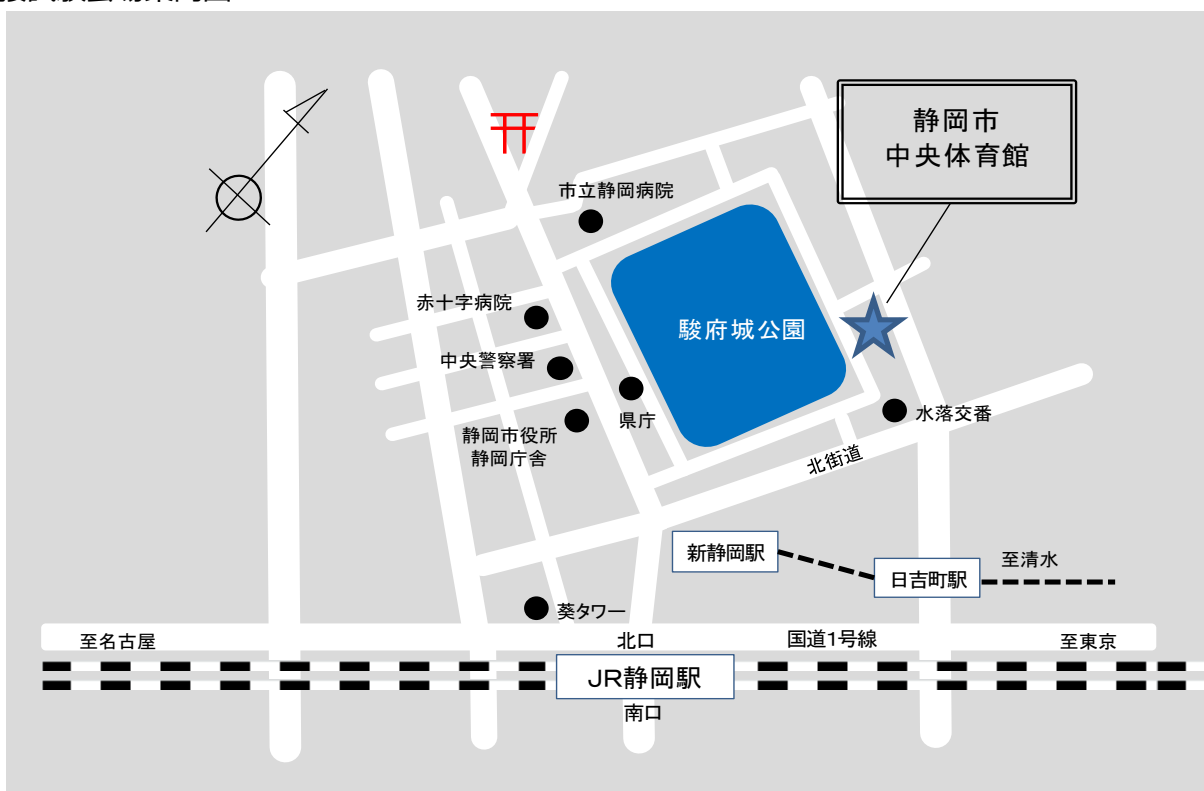 静岡市
中央体育館
市立静岡病院
赤十字病院
駿府城公園
中央警察署
県庁
水落交番
静岡市役所
静岡庁舎
北街道
新静岡駅
日吉町駅
至清水
葵タワー
至名古屋
北口
国道1号線
至東京
JR静岡駅
南口